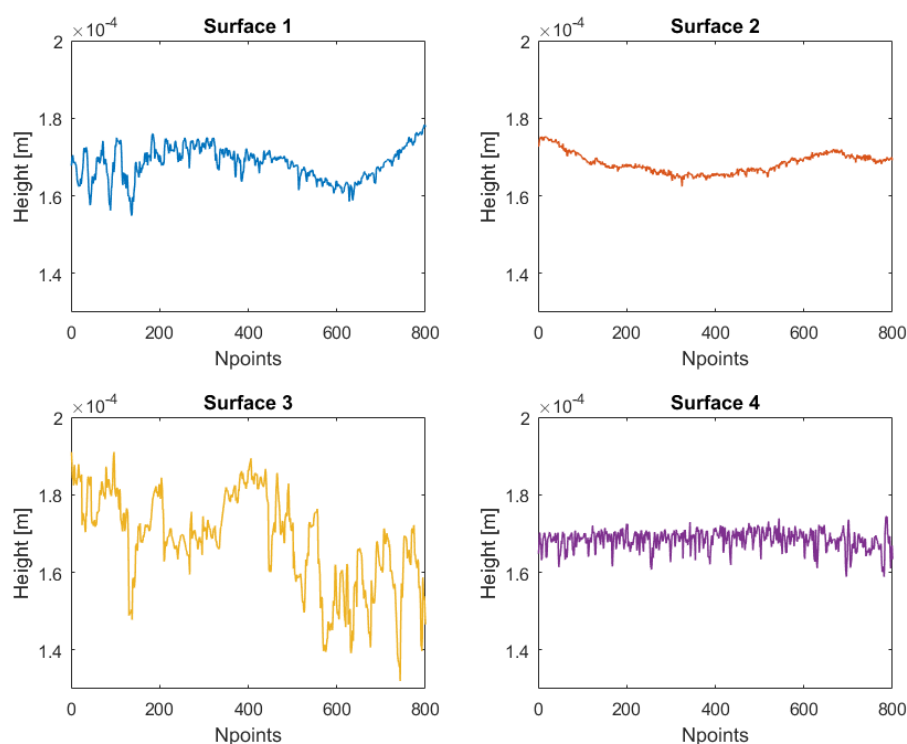 Surface 1
×10⁻⁴
2
1.8
1.6
1.4
Height [m]
0 200 400 600 800
Npoints
Surface 2
×10⁻⁴
2
1.8
1.6
1.4
Height [m]
0 200 400 600 800
Npoints
Surface 3
×10⁻⁴
2
1.8
1.6
1.4
Height [m]
0 200 400 600 800
Npoints
Surface 4
×10⁻⁴
2
1.8
1.6
1.4
Height [m]
0 200 400 600 800
Npoints